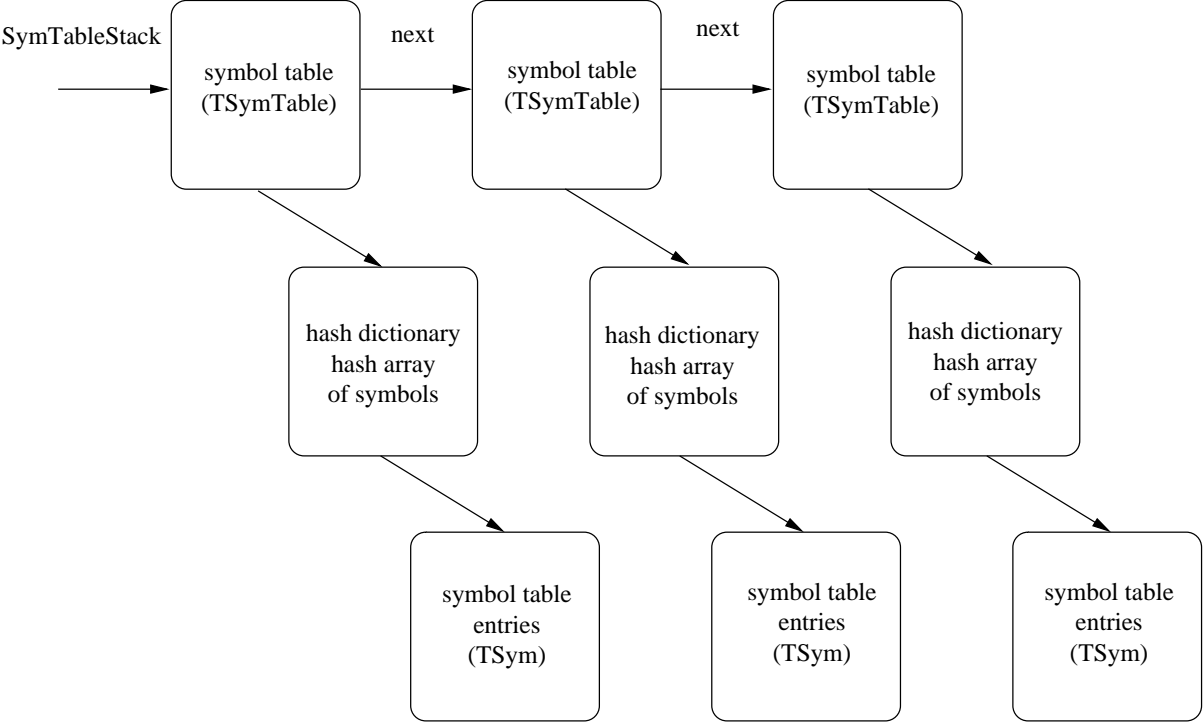 SymTableStack
next
next
symbol table
(TSymTable)
symbol table
(TSymTable)
symbol table
(TSymTable)
hash dictionary
hash array
of symbols
hash dictionary
hash array
of symbols
hash dictionary
hash array
of symbols
symbol table
entries
(TSym)
symbol table
entries
(TSym)
symbol table
entries
(TSym)